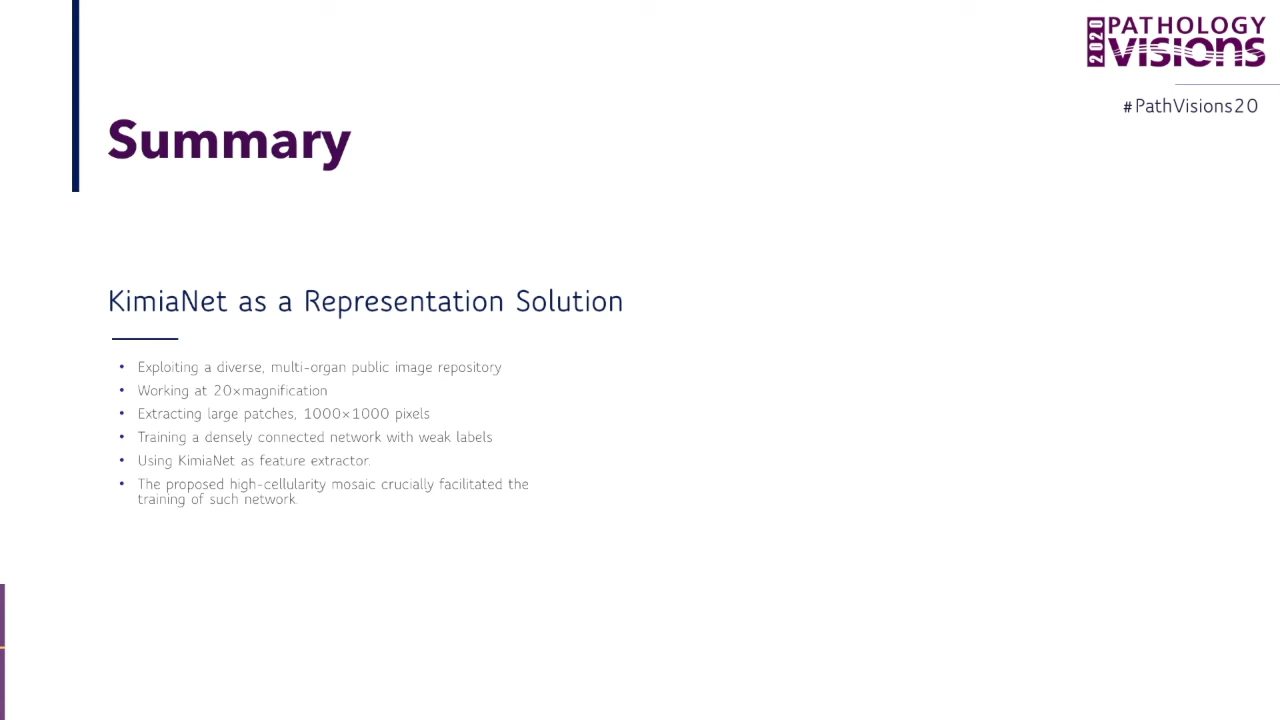 2020 PATHOLOGY
VISIONS
#PathVisions20
Summary
KimiaNet as a Representation Solution
• Exploiting a diverse, multi-organ public image repository
• Working at 20×magnification
• Extracting large patches, 1000×1000 pixels
• Training a densely connected network with weak labels
• Using KimiaNet as feature extractor.
• The proposed high-cellularity mosaic crucially facilitated the
training of such network.